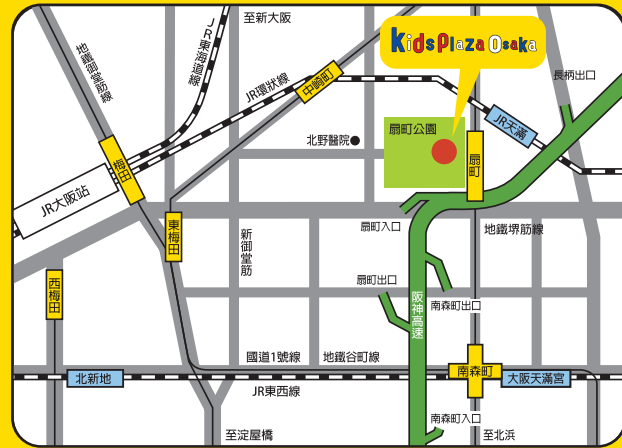 至新大阪
Kids Plaza Osaka
JR東海道線
地鐵御堂筋線
長柄出口
中崎町
JR環狀線
JR天滿
扇町公園
北野醫院
扇町
梅田
JR大阪站
東梅田
扇町入口
地鐵堺筋線
新御堂筋
西梅田
扇町出口
阪神高速
南森町出口
國道1號線
地鐵谷町線
北新地
南森町
大阪天滿宮
JR東西線
南森町入口
至淀屋橋
至北浜